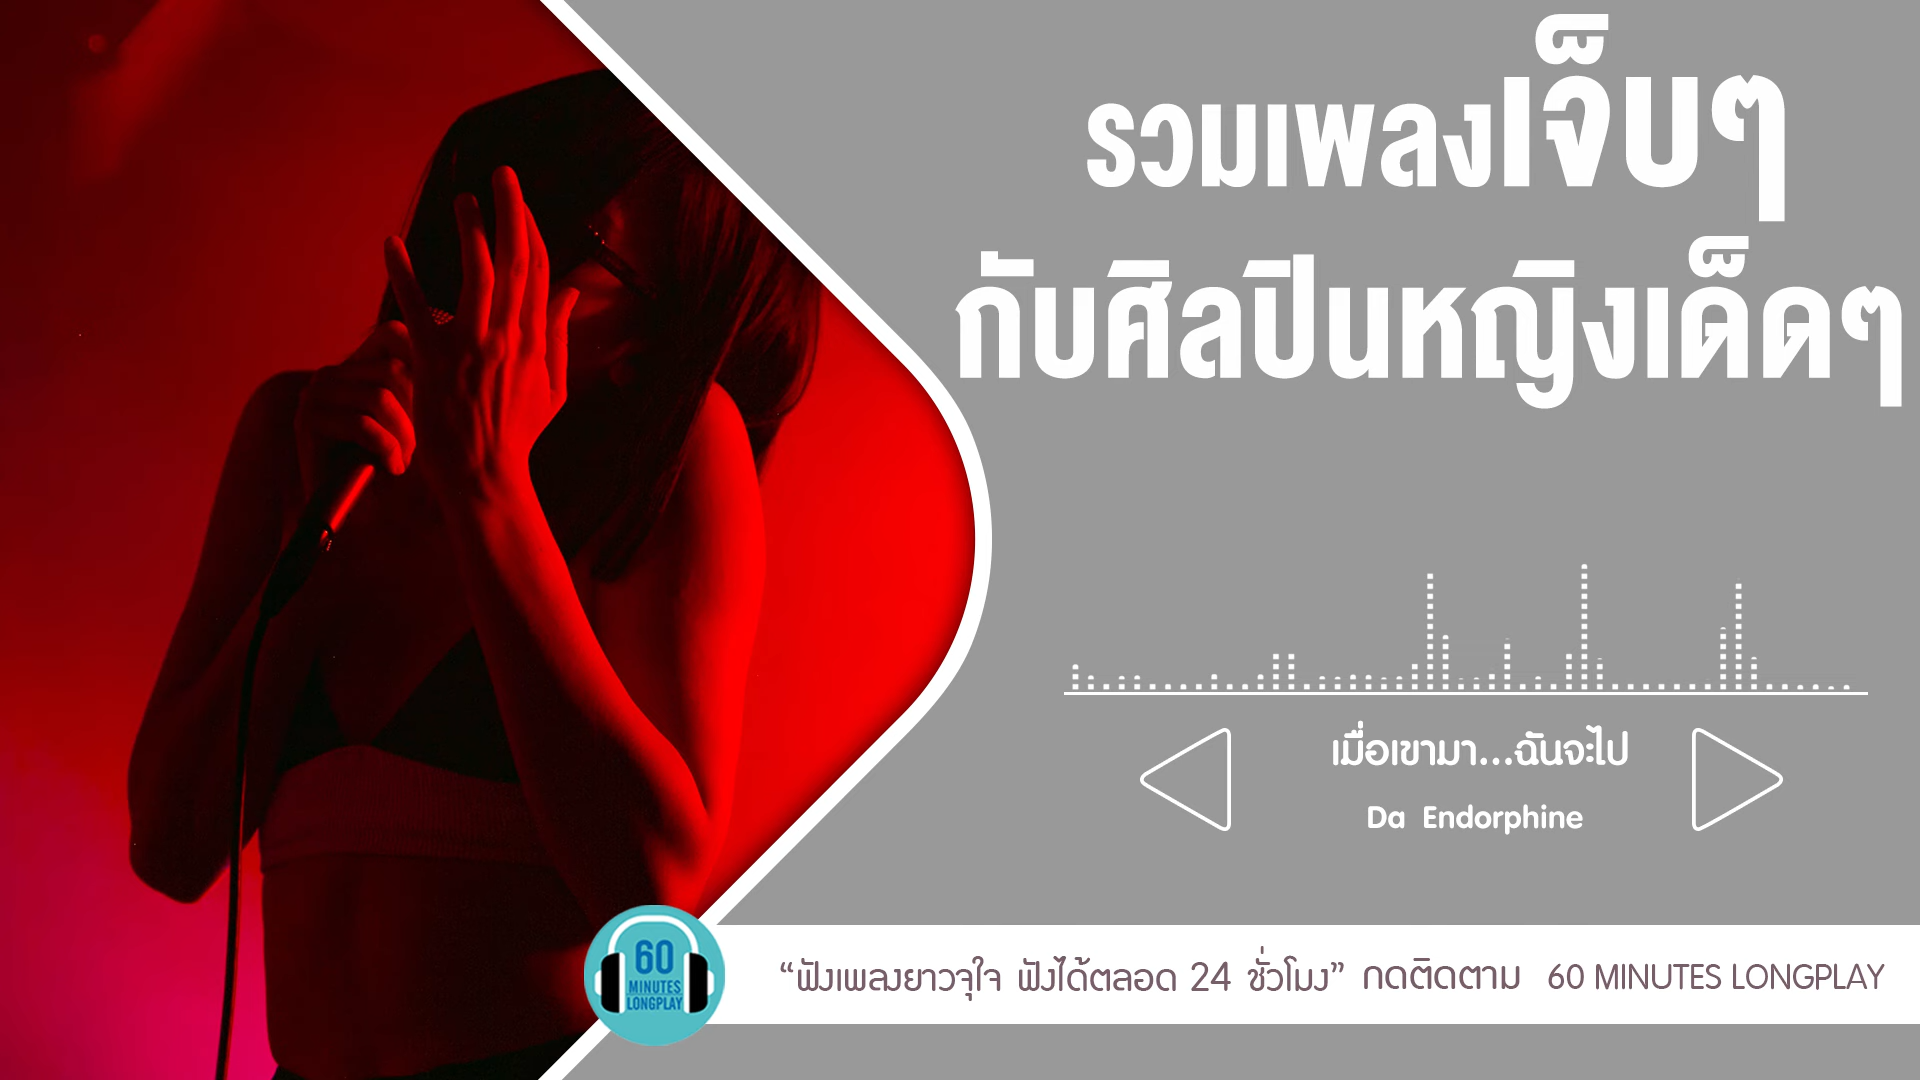 รวมเพลงเจ็บๆ
กับศิลปินหญิงเด็ดๆ
เมื่อเขามา...ฉันจะไป
Da Endorphine
60
MINUTES
LONGPLAY
“ฟังเพลงยาวจุใจ ฟังได้ตลอด 24 ชั่วโมง” กดติดตาม 60 MINUTES LONGPLAY